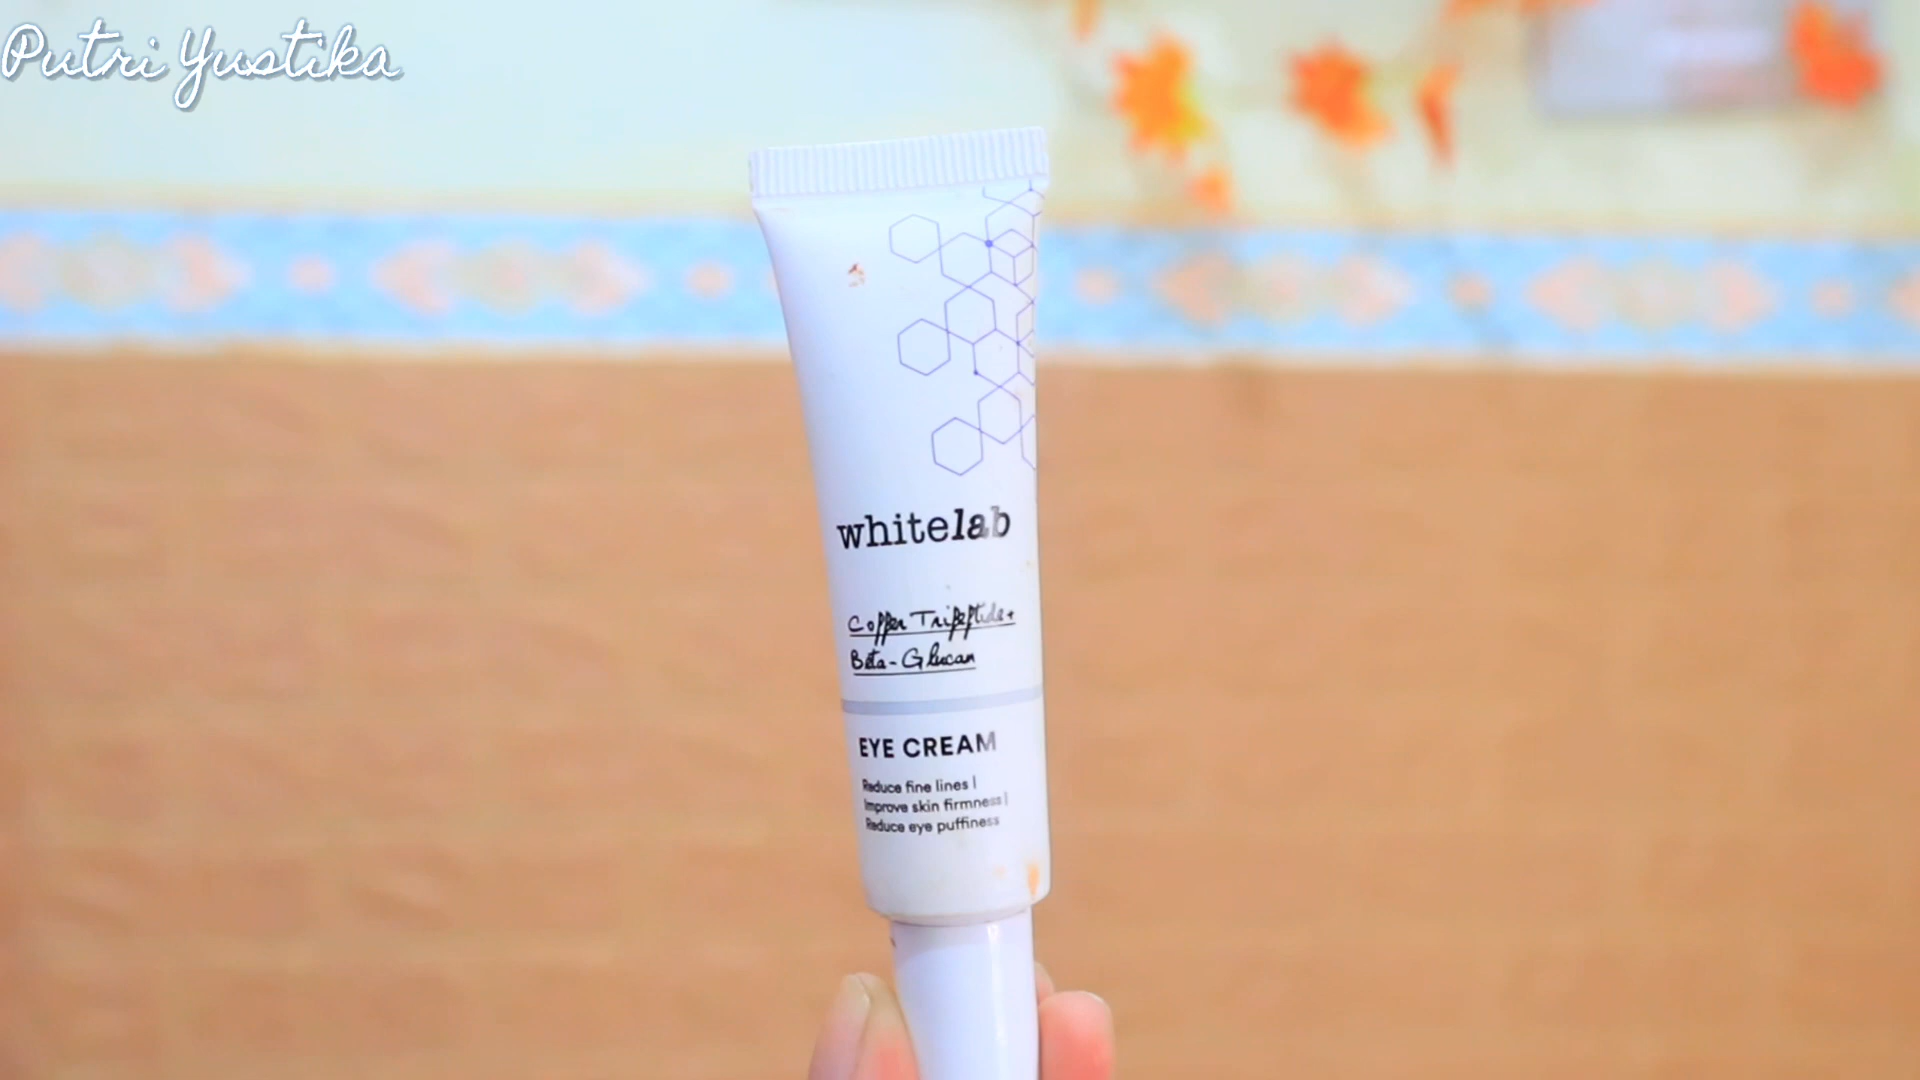 Putri Yustika
whitelab
Copper Tripeptide+
Beta-Glucan
EYE CREAM
Reduce fine lines |
Improve skin firmness |
Reduce eye puffiness